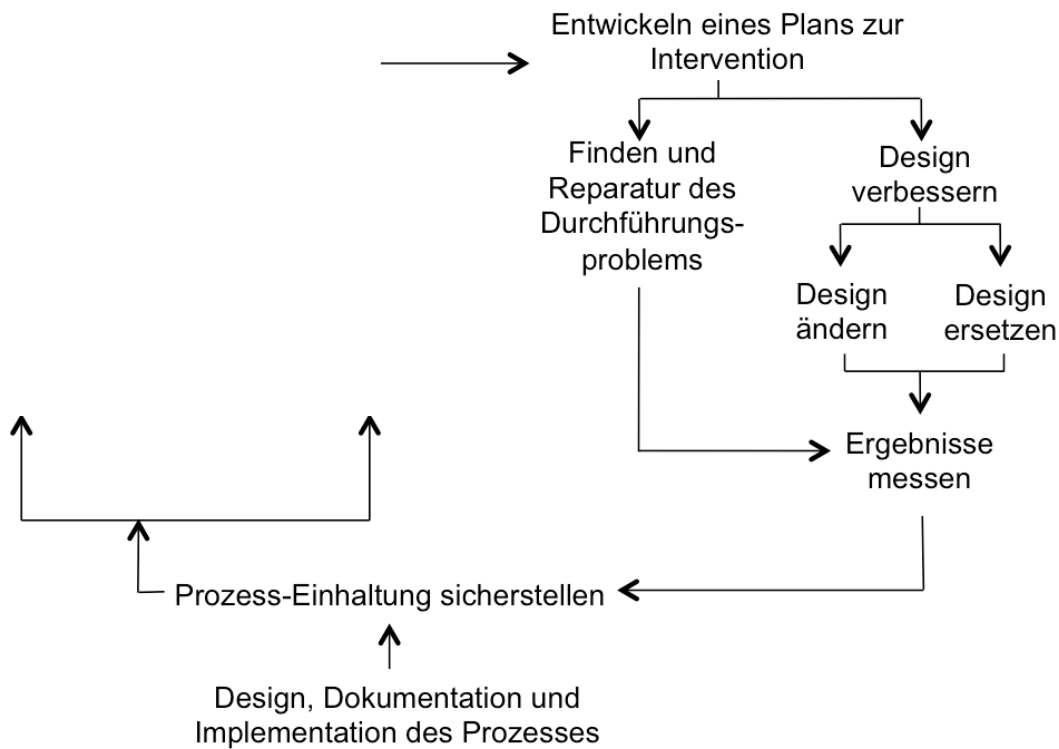 Entwickeln eines Plans zur
Intervention
Finden und
Reparatur des
Durchführungs-
problems
Design
verbessern
Design
ändern
Design
ersetzen
Ergebnisse
messen
Prozess-Einhaltung sicherstellen
Design, Dokumentation und
Implementation des Prozesses